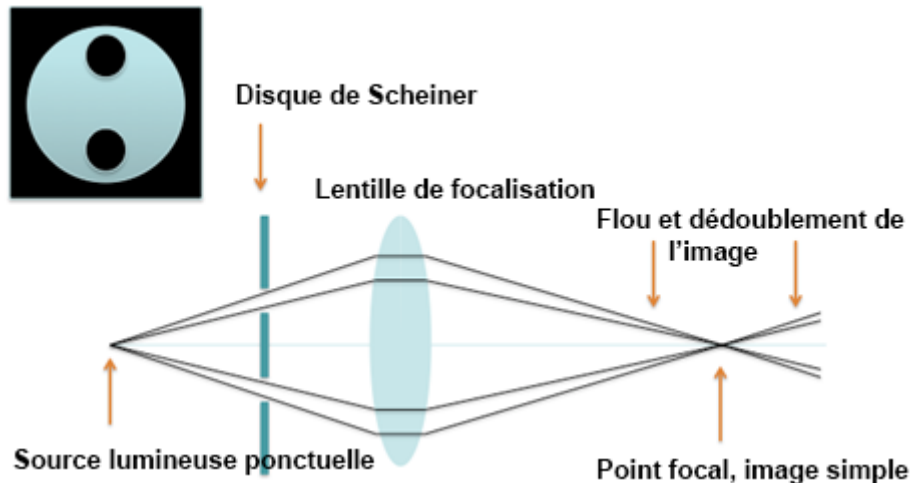 Disque de Scheiner
Lentille de focalisation
Flou et dédoublement de
l'image
Source lumineuse ponctuelle
Point focal, image simple